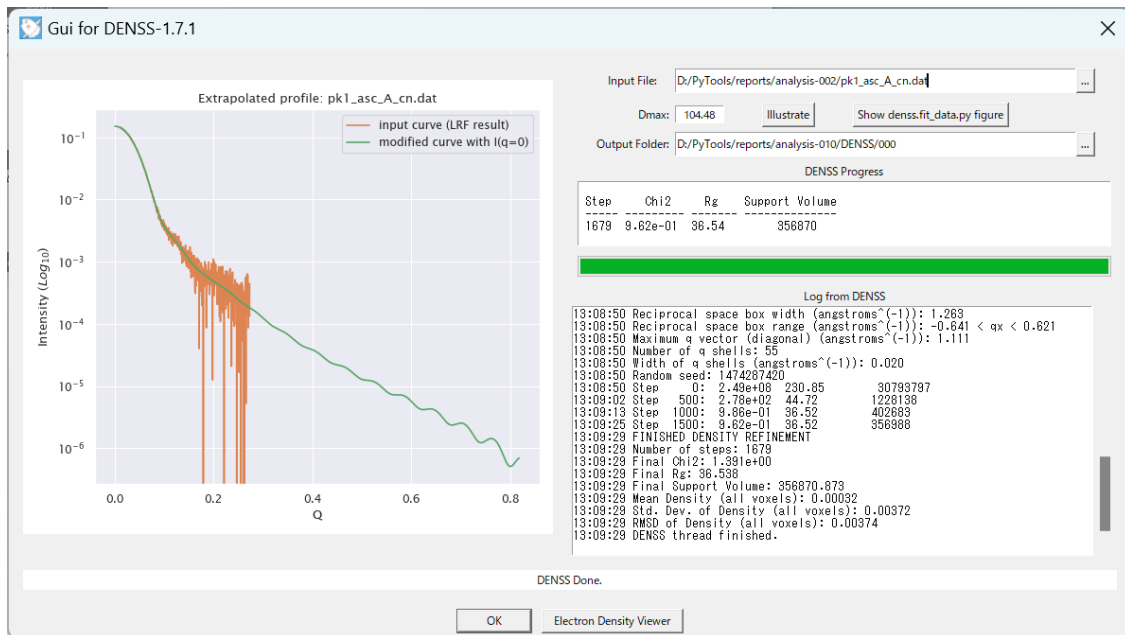 Gui for DENSS-1.7.1
Extrapolated profile: pk1_asc_A_cn.dat
input curve (LRF result)
modified curve with I(q=0)
Intensity (Log10)
10−1
10−2
10−3
10−4
10−5
10−6
0.0 0.2 0.4 0.6 0.8
Q
Input File: D:/PyTools/reports/analysis-002/pk1_asc_A_cn.dat ...
Dmax: 104.48 Illustrate Show denss.fit_data.py figure
Output Folder: D:/PyTools/reports/analysis-010/DENSS/000 ...
DENSS Progress
Step Chi2 Rg Support Volume
----- --------- ----- --------------
1679 9.62e-01 36.54 356870
Log from DENSS
13:08:50 Reciprocal space box width (angstroms^(-1)): 1.263
13:08:50 Reciprocal space box range (angstroms^(-1)): -0.641 < qx < 0.621
13:08:50 Maximum q vector (diagonal) (angstroms^(-1)): 1.111
13:08:50 Number of q shells: 55
13:08:50 Width of q shells (angstroms^(-1)): 0.020
13:08:50 Random seed: 1474287420
13:08:50 Step 0: 2.49e+08 230.85 30793797
13:09:02 Step 500: 2.78e+02 44.72 1228138
13:09:13 Step 1000: 9.86e-01 36.52 402683
13:09:25 Step 1500: 9.62e-01 36.52 356988
13:09:29 FINISHED DENSITY REFINEMENT
13:09:29 Number of steps: 1679
13:09:29 Final Chi2: 1.391e+00
13:09:29 Final Rg: 36.538
13:09:29 Final Support Volume: 356870.873
13:09:29 Mean Density (all voxels): 0.00032
13:09:29 Std. Dev. of Density (all voxels): 0.00372
13:09:29 RMSD of Density (all voxels): 0.00374
13:09:29 DENSS thread finished.
DENSS Done.
OK Electron Density Viewer